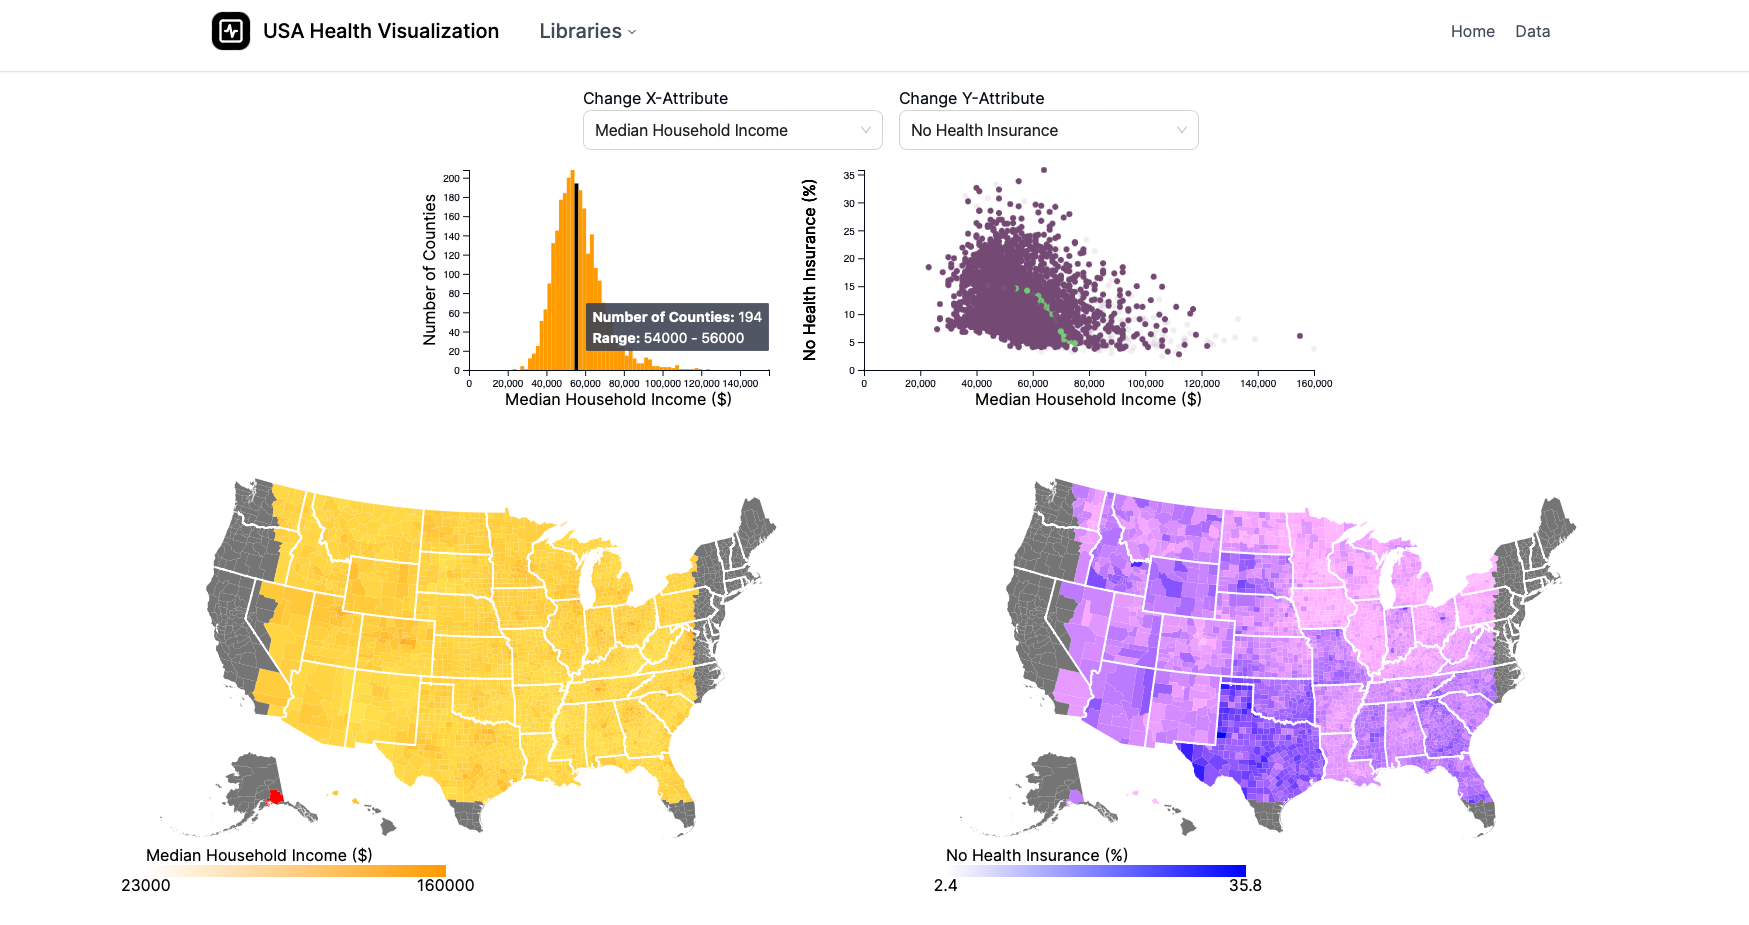 USA Health Visualization
Libraries
Home
Data
Change X-Attribute
Change Y-Attribute
Median Household Income
No Health Insurance
Number of Counties
200
180
160
140
120
100
80
60
40
20
0
0
20,000
40,000
60,000
80,000
100,000
120,000
140,000
Median Household Income ($)
Number of Counties: 194
Range: 54000 - 56000
No Health Insurance (%)
35
30
25
20
15
10
5
0
0
20,000
40,000
60,000
80,000
100,000
120,000
140,000
160,000
Median Household Income ($)
Median Household Income ($)
23000
160000
No Health Insurance (%)
2.4
35.8